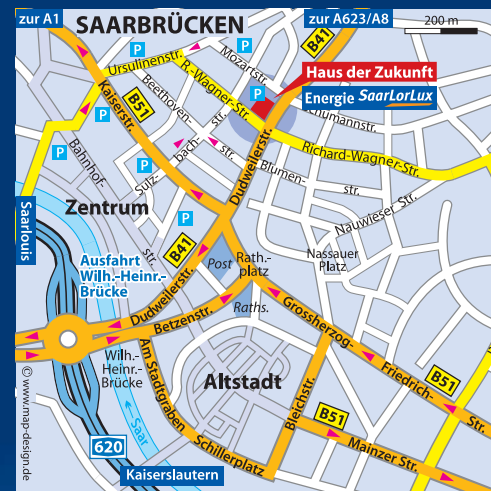 zur A1
SAARBRÜCKEN
zur A623/A8
200 m
P
Ursulinenstr.
Mozartstr.
B41
R.-Wagner-Str.
P
Haus der Zukunft
Energie SaarLorLux
Kaiserstr.
B51
Beethoven-
str.
Schumannstr.
P
P
Bahnhof-
str.
P
Sulz-
bach-
str.
Dudweilerstr.
Richard-Wagner-Str.
Blumen-
str.
Zentrum
P
Nauwieser Str.
Saarlouis
Ausfahrt
Wilh.-Heinr.-
Brücke
B41
Post
Rath.-
platz
Nassauer
Platz
Dudweilerstr.
Betzenstr.
Raths.
Grossherzog-
Friedrich-
Str.
Wilh.-
Heinr.-
Brücke
Am Stadtgraben
Altstadt
Bleichstr.
B51
B51
Mainzer Str.
Saar
Schillerplatz
620
Kaiserslautern
© www.map-design.de